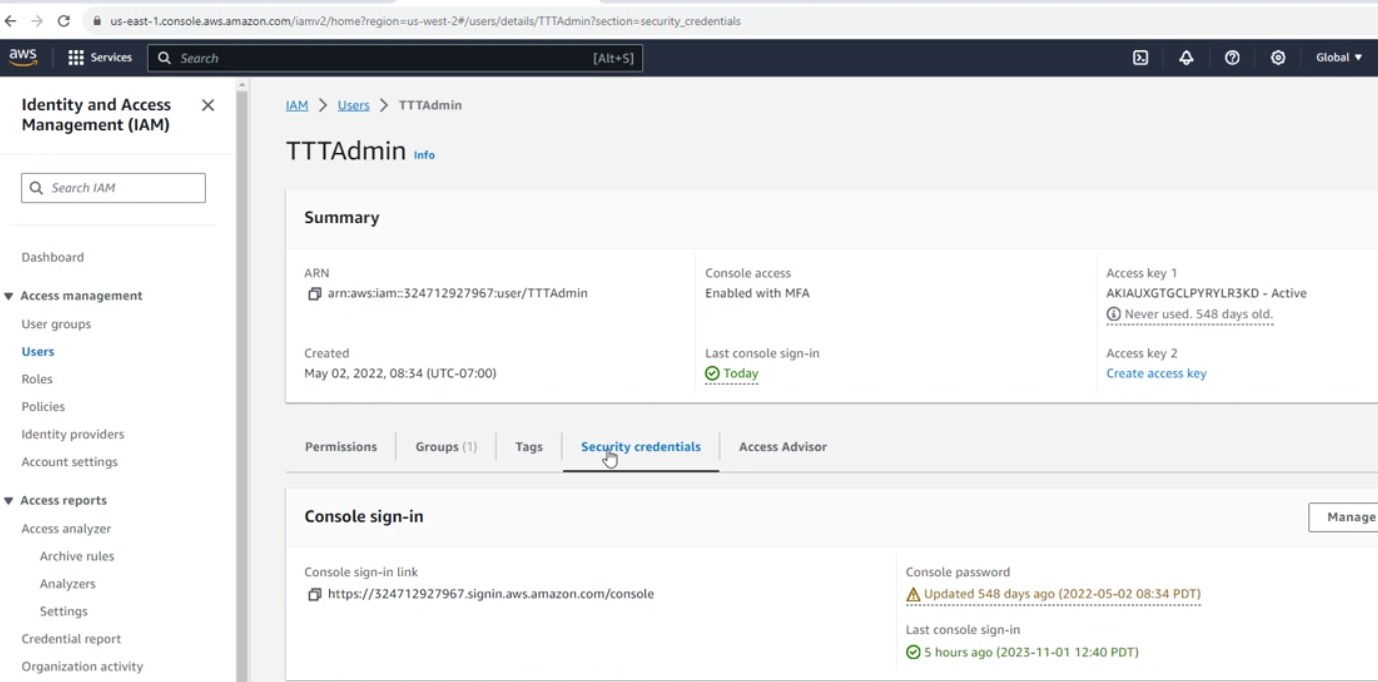 us-east-1.console.aws.amazon.com/iamv2/home?region=us-west-2#/users/details/TTTAdmin?section=security_credentials
aws
Services
Search
[Alt+S]
Global
Identity and Access
Management (IAM)
Search IAM
Dashboard
Access management
User groups
Users
Roles
Policies
Identity providers
Account settings
Access reports
Access analyzer
Archive rules
Analyzers
Settings
Credential report
Organization activity
IAM > Users > TTTAdmin
TTTAdmin Info
Summary
ARN
arn:aws:iam::324712927967:user/TTTAdmin
Created
May 02, 2022, 08:34 (UTC-07:00)
Console access
Enabled with MFA
Last console sign-in
Today
Access key 1
AKIAUXGTGCLPYRYLR3KD - Active
Never used. 548 days old.
Access key 2
Create access key
Permissions
Groups (1)
Tags
Security credentials
Access Advisor
Console sign-in
Manage
Console sign-in link
https://324712927967.signin.aws.amazon.com/console
Console password
Updated 548 days ago (2022-05-02 08:34 PDT)
Last console sign-in
5 hours ago (2023-11-01 12:40 PDT)